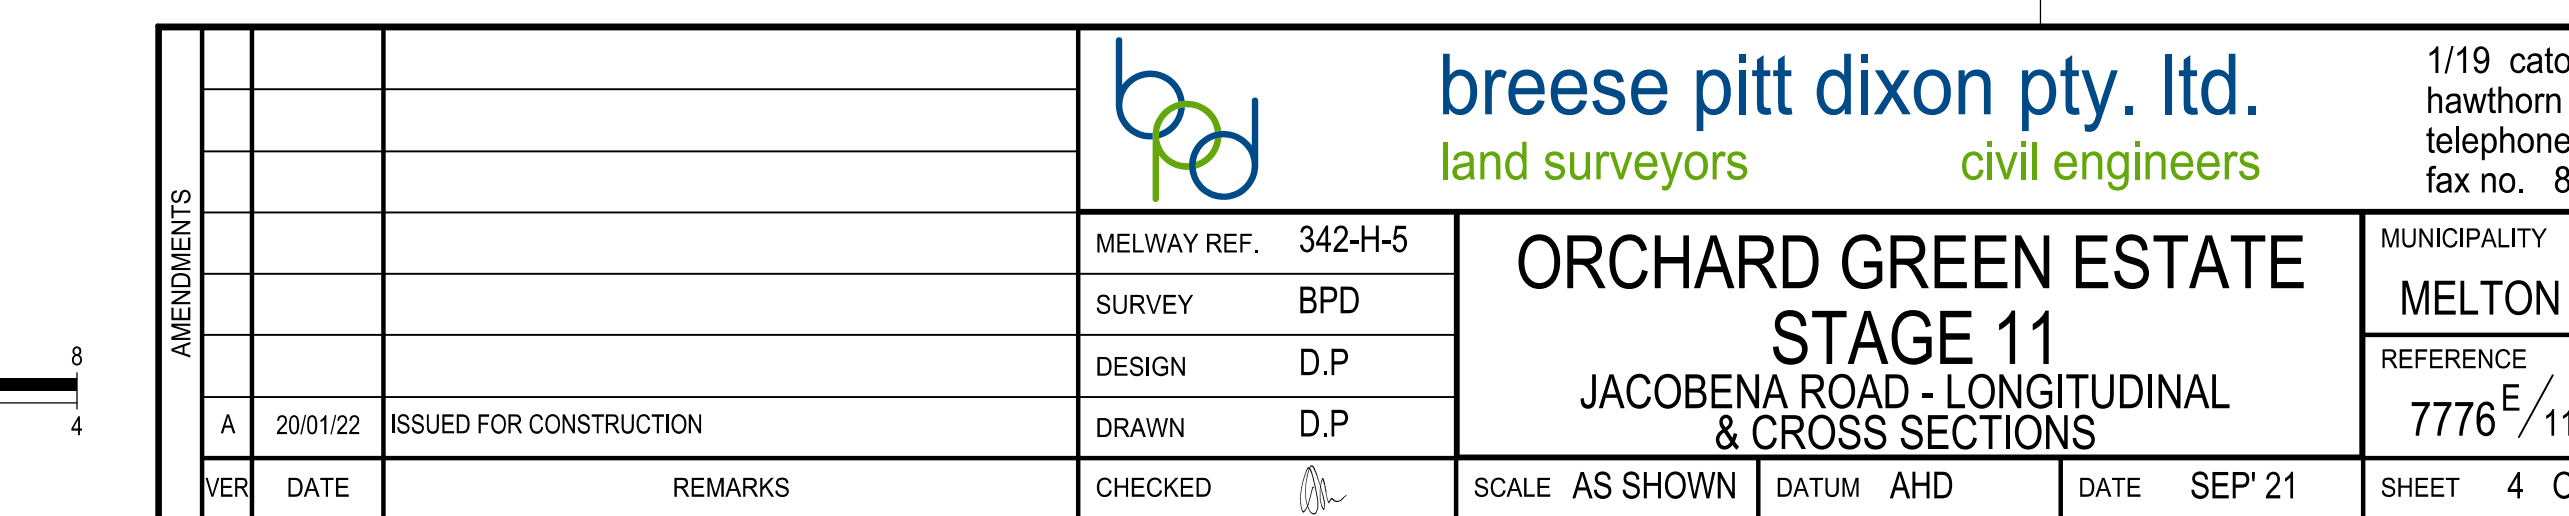 8
4
AMENDMENTS
A 20/01/22 ISSUED FOR CONSTRUCTION
VER DATE REMARKS
bpd
breese pitt dixon pty. ltd.
land surveyors civil engineers
1/19
hawthorn
telephone
fax no. 8
MELWAY REF. 342-H-5
SURVEY BPD
DESIGN D.P
DRAWN D.P
CHECKED
ORCHARD GREEN ESTATE
STAGE 11
JACOBENA ROAD - LONGITUDINAL
& CROSS SECTIONS
SCALE AS SHOWN
DATUM AHD
DATE SEP' 21
MUNICIPALITY
MELTON
REFERENCE
7776 E/11
SHEET 4